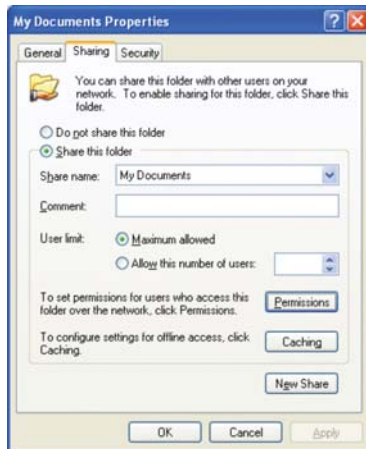 My Documents Properties
General Sharing Security
You can share this folder with other users on your
network. To enable sharing for this folder, click Share this
folder.
Do not share this folder
Share this folder
Share name: My Documents
Comment:
User limit: Maximum allowed
Allow this number of users:
To set permissions for users who access this
folder over the network, click Permissions.
Permissions
To configure settings for offline access, click
Caching.
Caching
New Share
OK Cancel Apply